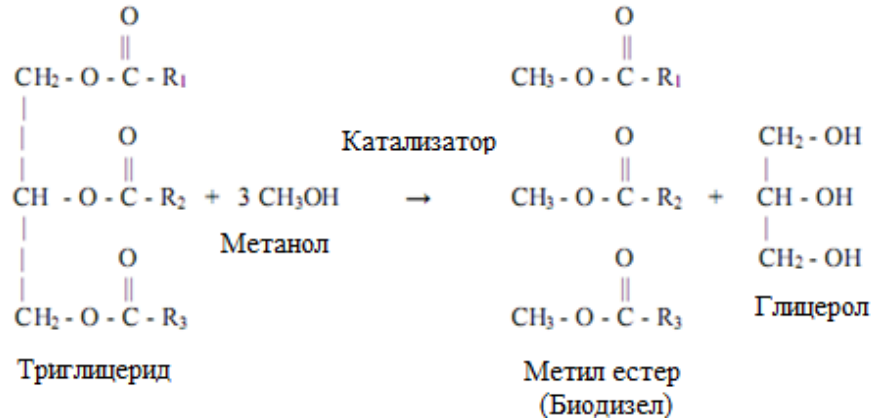 O O
|| ||
CH₂ - O - C - R₁ CH₃ - O - C - R₁
| 
| O Катализатор O CH₂ - OH
| || || |
CH - O - C - R₂ + 3 CH₃OH → CH₃ - O - C - R₂ + CH - OH
| Метанол |
| O O CH₂ - OH
| || || Глицерол
CH₂ - O - C - R₃ CH₃ - O - C - R₃
Триглицерид Метил естер
(Биодизел)